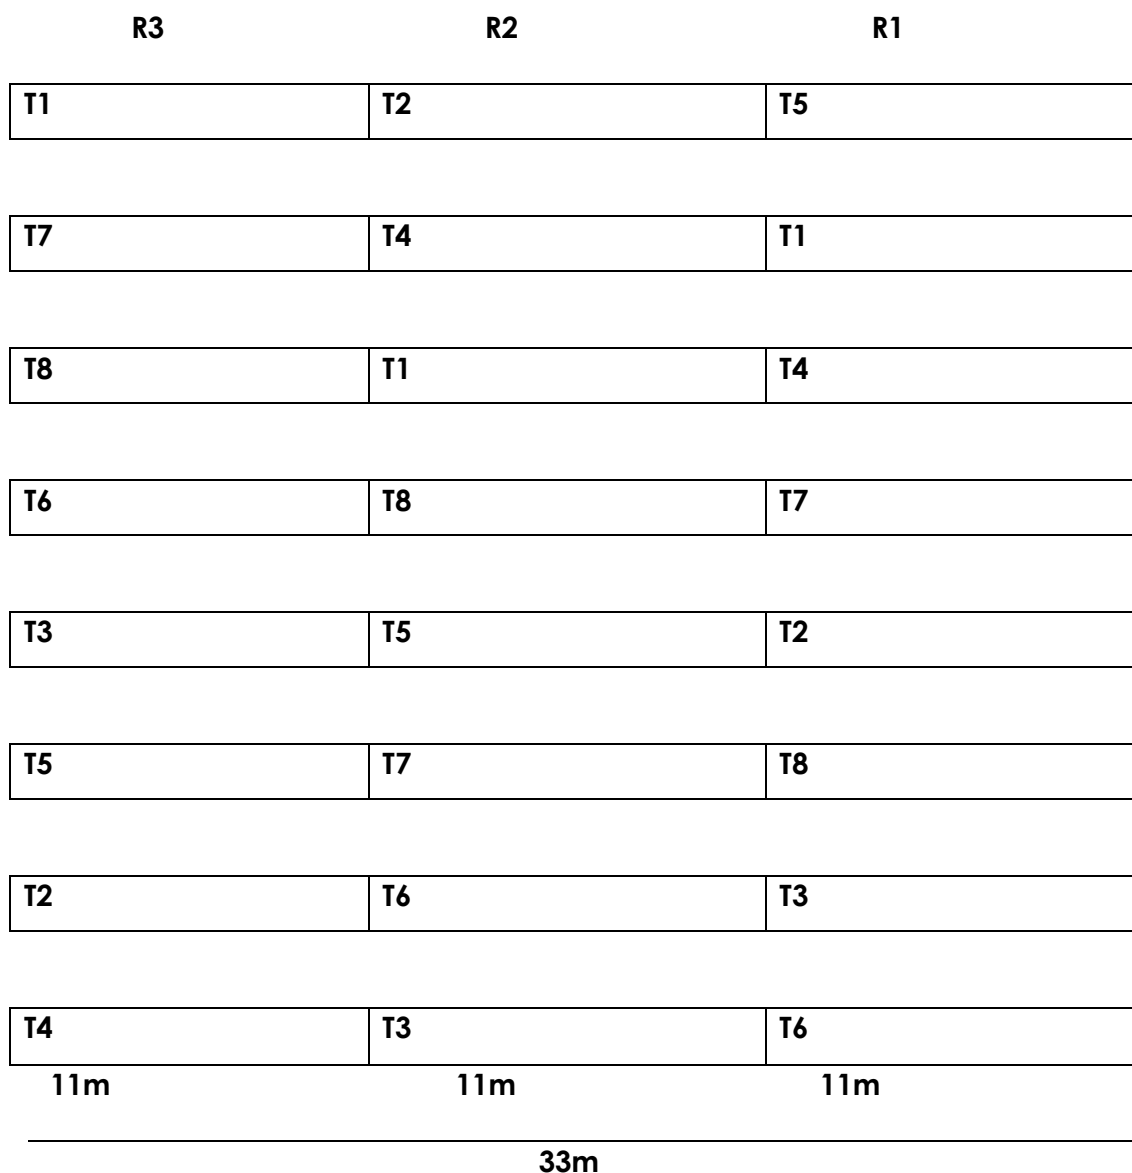 R3 R2 R1
T1 T2 T5
T7 T4 T1
T8 T1 T4
T6 T8 T7
T3 T5 T2
T5 T7 T8
T2 T6 T3
T4 T3 T6
11m 11m 11m
33m